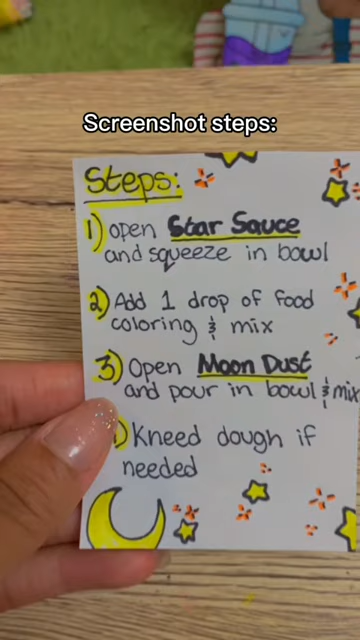 Screenshot steps:
Steps:
1) open Star Sauce
and squeeze in bowl
2) Add 1 drop of food
coloring & mix
3) Open Moon Dust
and pour in bowl & mix
) Kneed dough if
needed